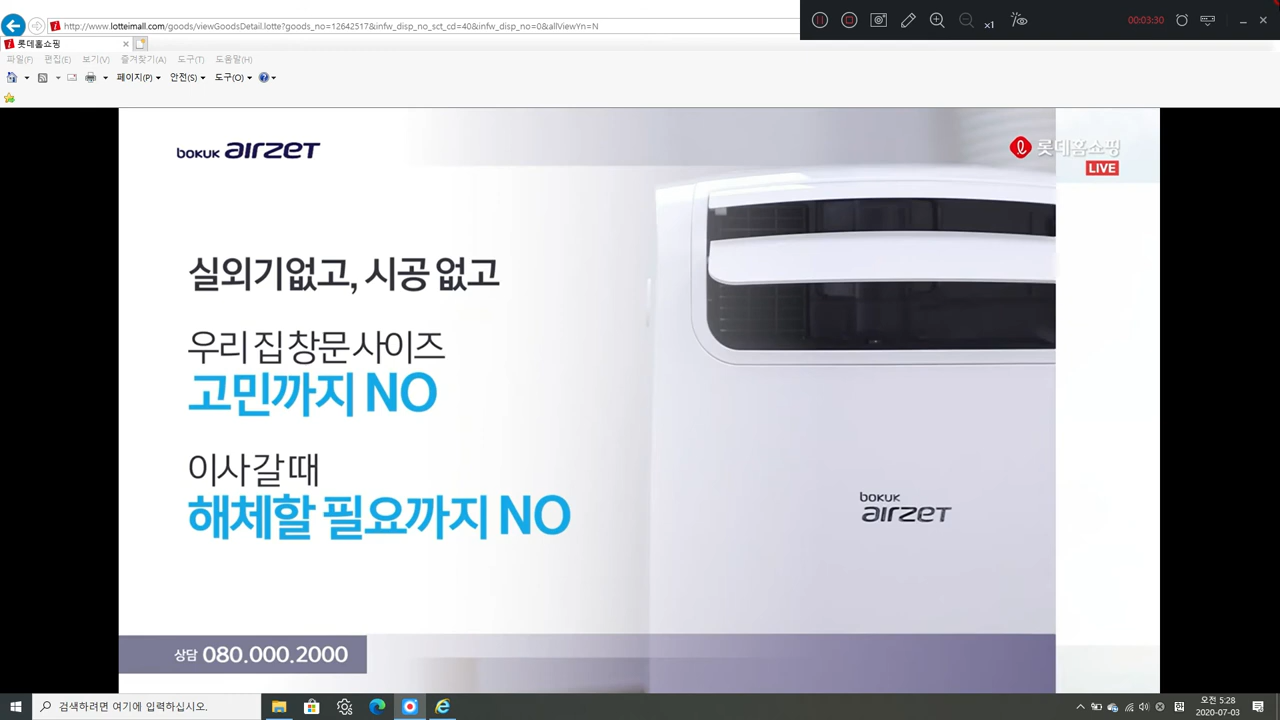 http://www.lotteimall.com/goods/viewGoodsDetail.lotte?goods_no=12642517&infw_disp_no_sct_cd=40&infw_disp_no=0&allViewYn=N
x1
00:03:30
롯데홈쇼핑
파일(F) 편집(E) 보기(V) 즐겨찾기(A) 도구(T) 도움말(H)
페이지(P) 안전(S) 도구(O)
bokuk airzet
롯데홈쇼핑
LIVE
실외기없고, 시공 없고
우리 집 창문 사이즈
고민까지 NO
이사 갈 때
해체할 필요까지 NO
bokuk
airzet
상담 080.000.2000
검색하려면 여기에 입력하십시오.
오전 5:28
2020-07-03